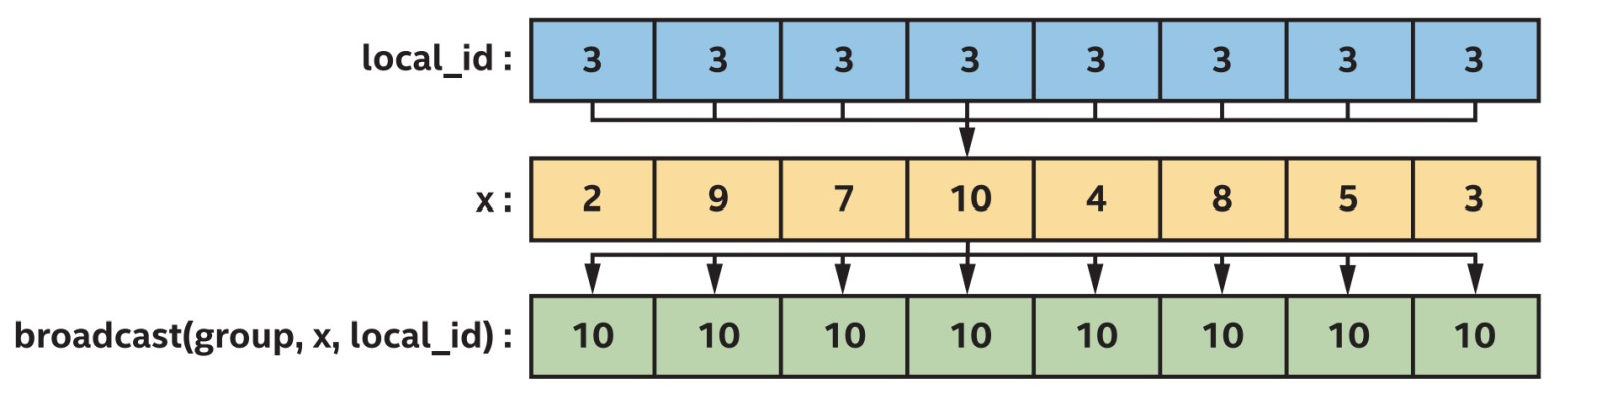 local_id : 3 3 3 3 3 3 3 3
x : 2 9 7 10 4 8 5 3
broadcast(group, x, local_id) : 10 10 10 10 10 10 10 10